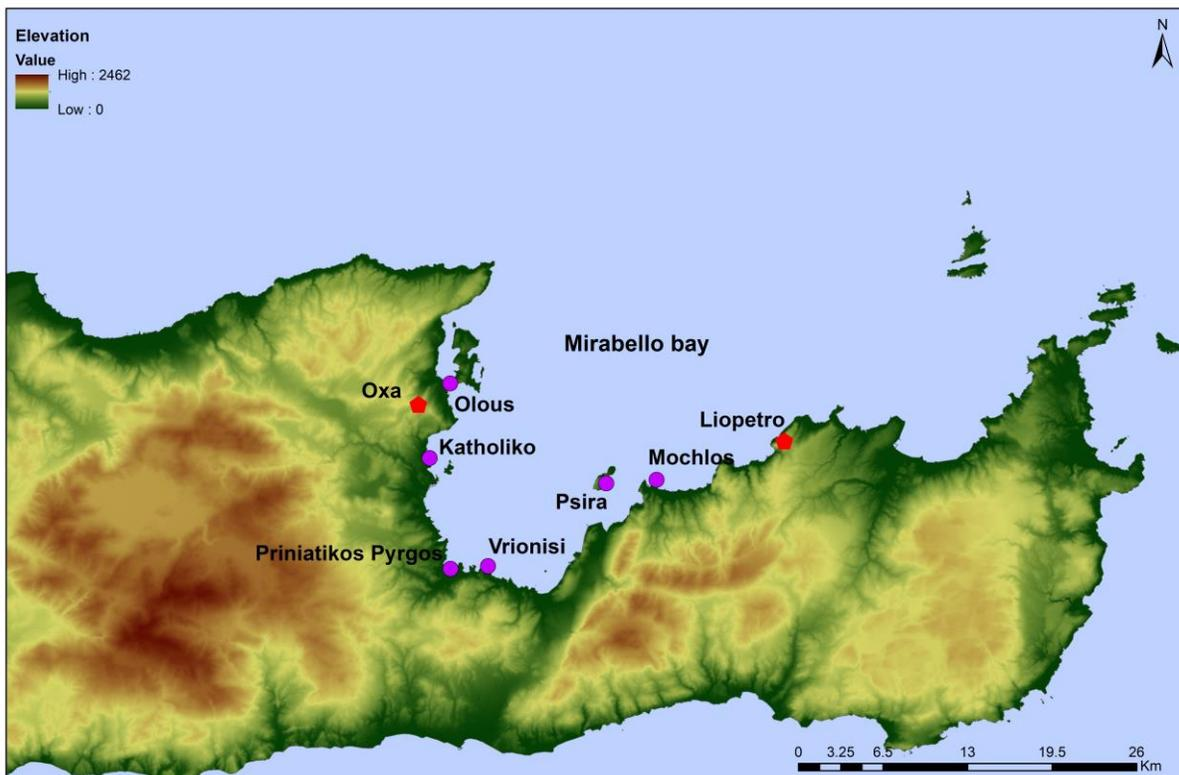 Elevation
Value
High : 2462
Low : 0
N
Mirabello bay
Oxa
Olous
Liopetro
Katholiko
Mochlos
Psira
Priniatikos Pyrgos
Vrionisi
0 3.25 6.5 13 19.5 26
Km